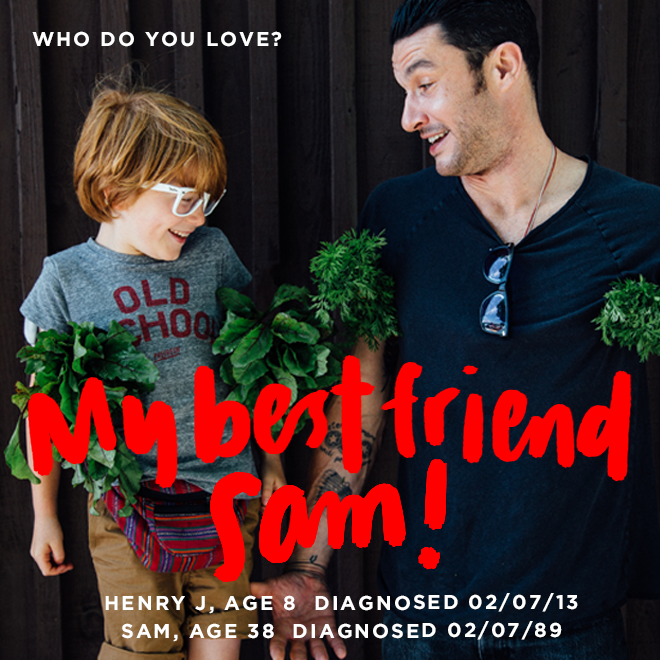 WHO DO YOU LOVE?
OLD
SCHOOL
My best friend
Sam!
HENRY J, AGE 8 DIAGNOSED 02/07/13
SAM, AGE 38 DIAGNOSED 02/07/89